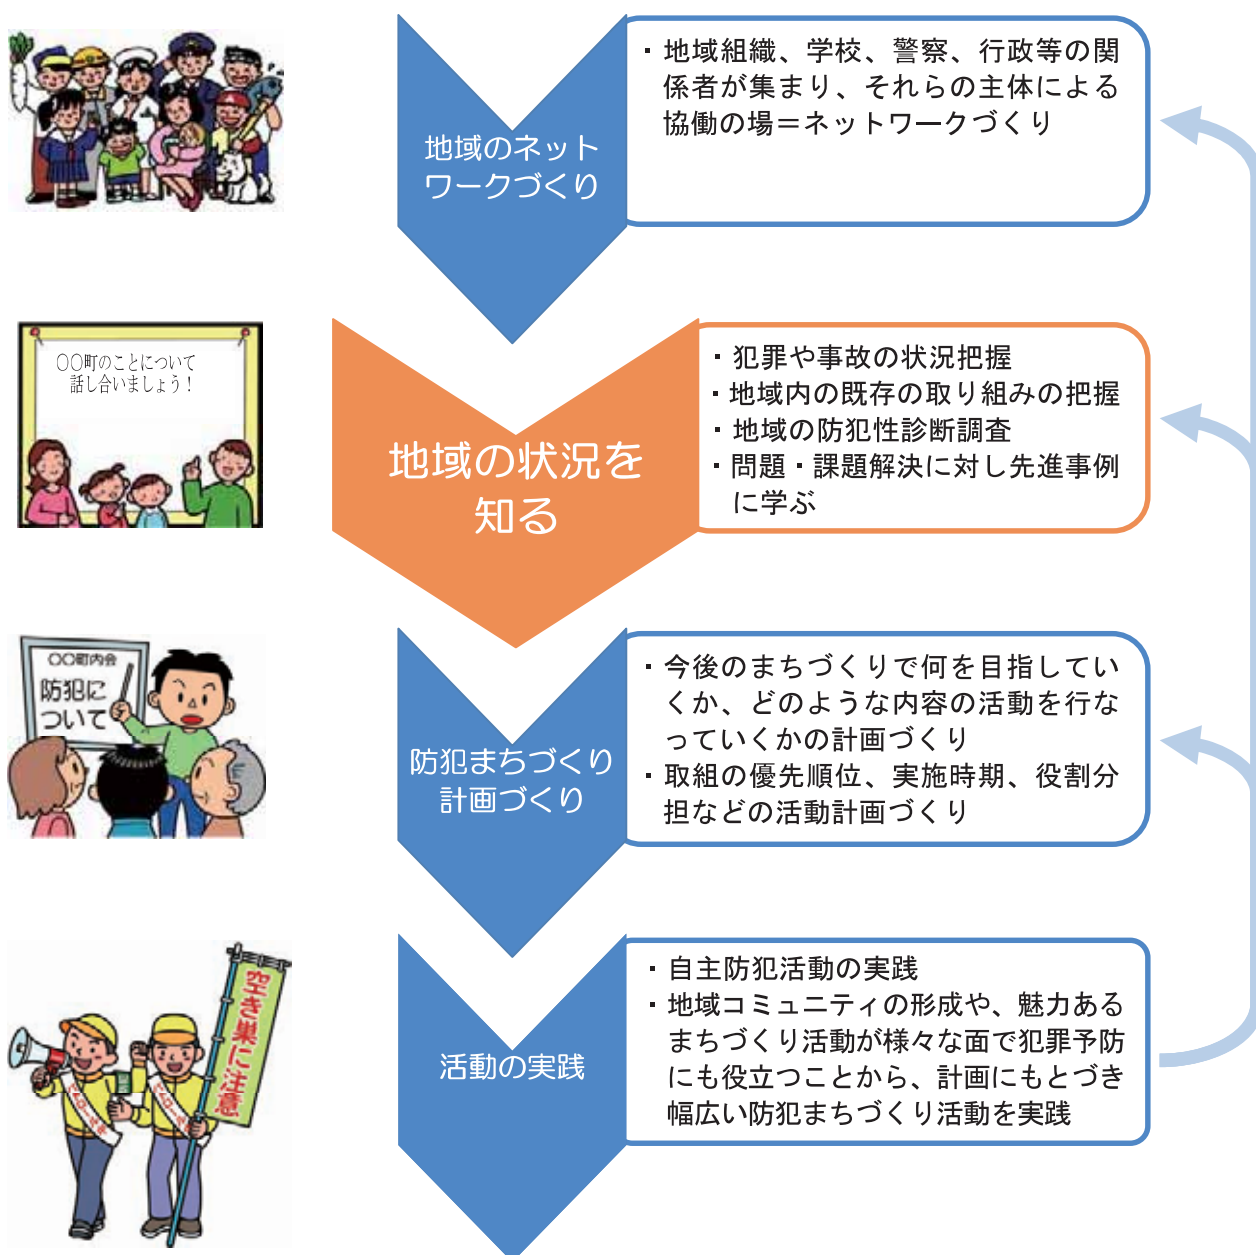 地域のネット
ワークづくり
・地域組織、学校、警察、行政等の関
係者が集まり、それらの主体による
協働の場＝ネットワークづくり
〇〇町のことについて
話し合いましょう！
地域の状況を
知る
・犯罪や事故の状況把握
・地域内の既存の取り組みの把握
・地域の防犯性診断調査
・問題・課題解決に対し先進事例
に学ぶ
〇〇町内会
防犯に
ついて
防犯まちづくり
計画づくり
・今後のまちづくりで何を目指してい
くか、どのような内容の活動を行な
っていくかの計画づくり
・取組の優先順位、実施時期、役割分
担などの活動計画づくり
空き巣に注意
活動の実践
・自主防犯活動の実践
・地域コミュニティの形成や、魅力ある
まちづくり活動が様々な面で犯罪予防
にも役立つことから、計画にもとづき
幅広い防犯まちづくり活動を実践